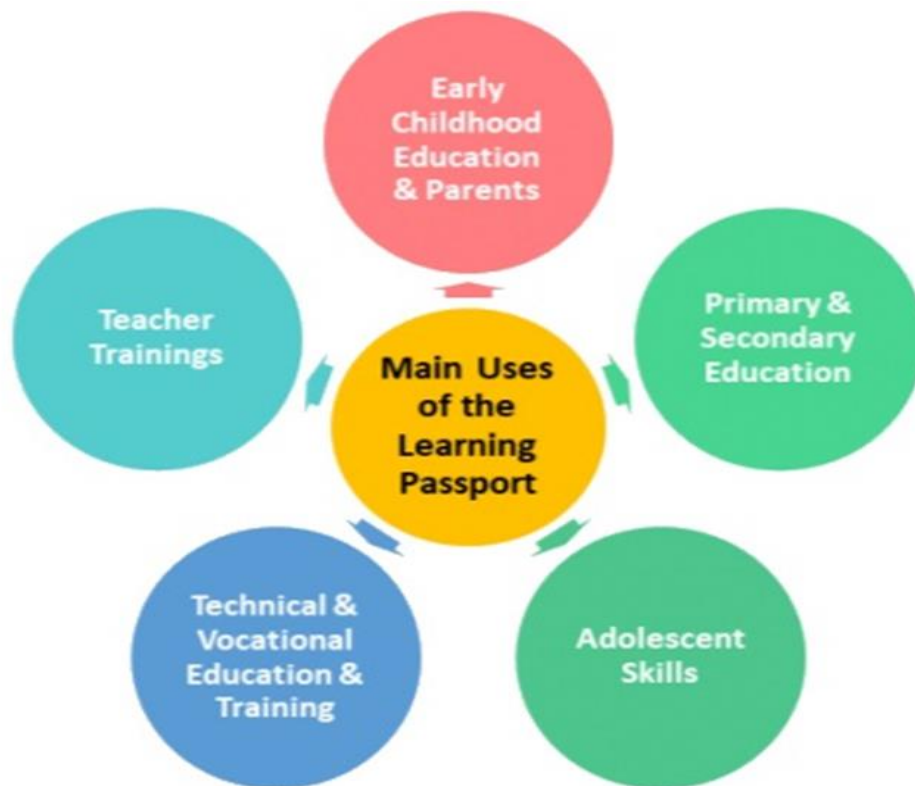 Early
Childhood
Education
& Parents
Primary &
Secondary
Education
Adolescent
Skills
Technical &
Vocational
Education &
Training
Teacher
Trainings
Main Uses
of the
Learning
Passport